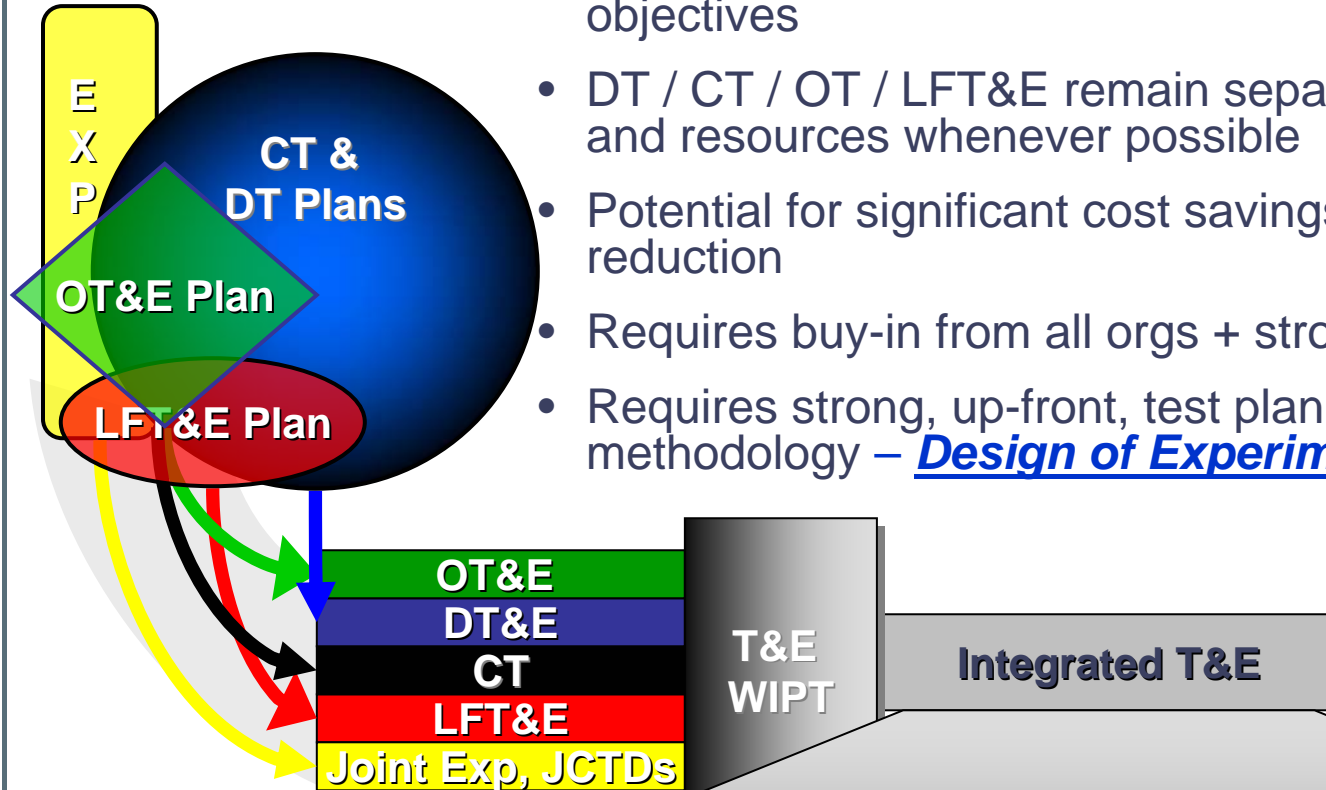 objectives
• DT / CT / OT / LFT&E remain sepa
and resources whenever possible
• Potential for significant cost savings
reduction
• Requires buy-in from all orgs + stro
• Requires strong, up-front, test plan
methodology – Design of Experim
E
X
P
CT &
DT Plans
OT&E Plan
LFT&E Plan
OT&E
DT&E
CT
LFT&E
Joint Exp, JCTDs
T&E
WIPT
Integrated T&E